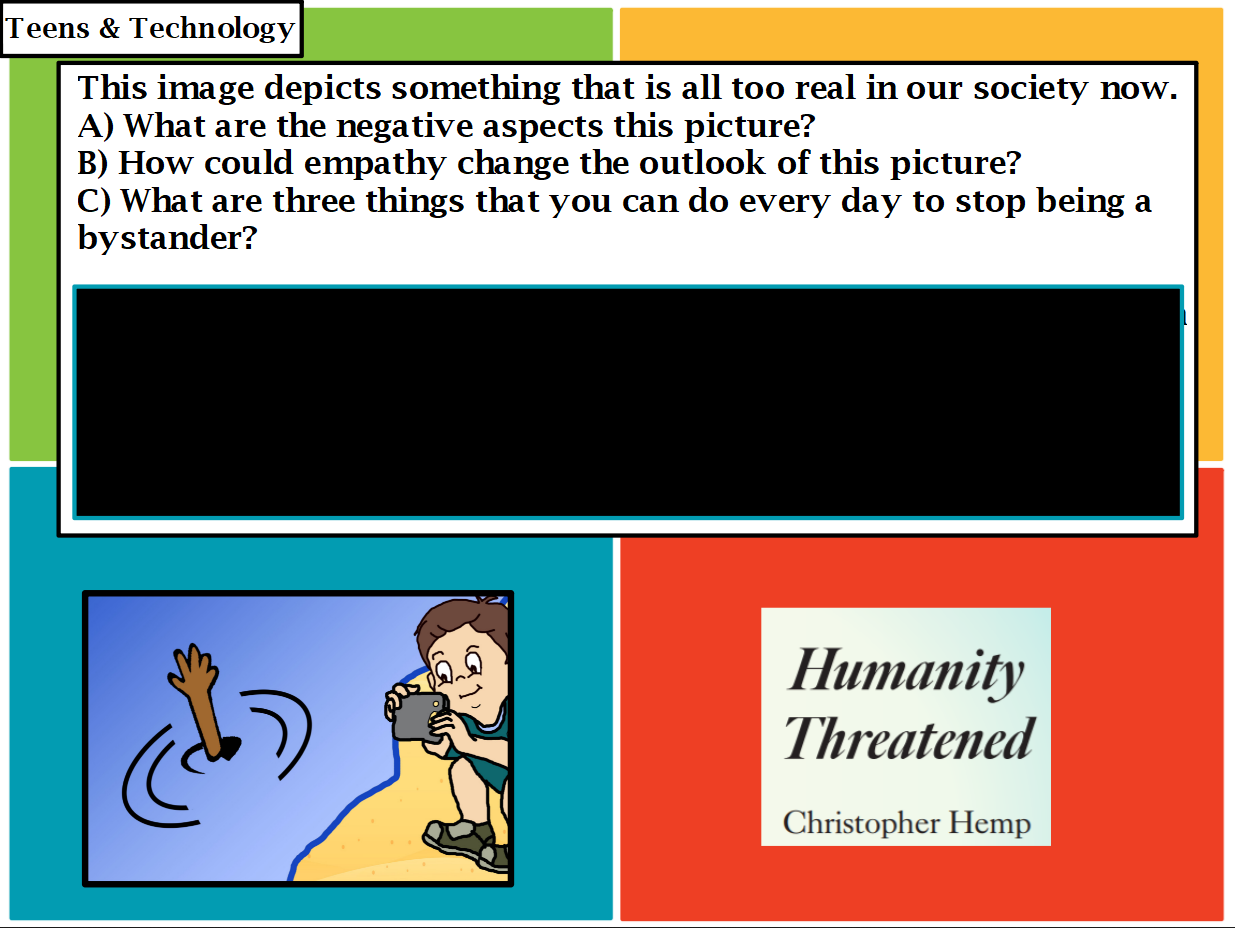 Teens & Technology
This image depicts something that is all too real in our society now.
A) What are the negative aspects this picture?
B) How could empathy change the outlook of this picture?
C) What are three things that you can do every day to stop being a
bystander?
Humanity
Threatened
Christopher Hemp